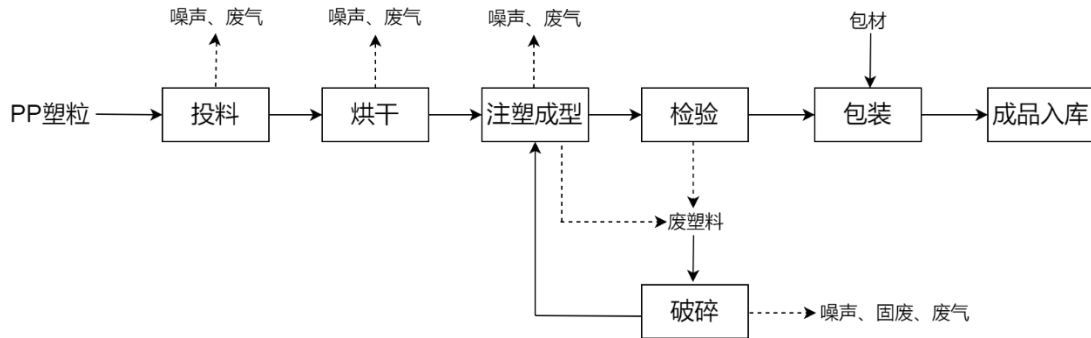 噪声、废气
噪声、废气
噪声、废气
包材
PP塑粒
投料
烘干
注塑成型
检验
包装
成品入库
废塑料
破碎
噪声、固废、废气